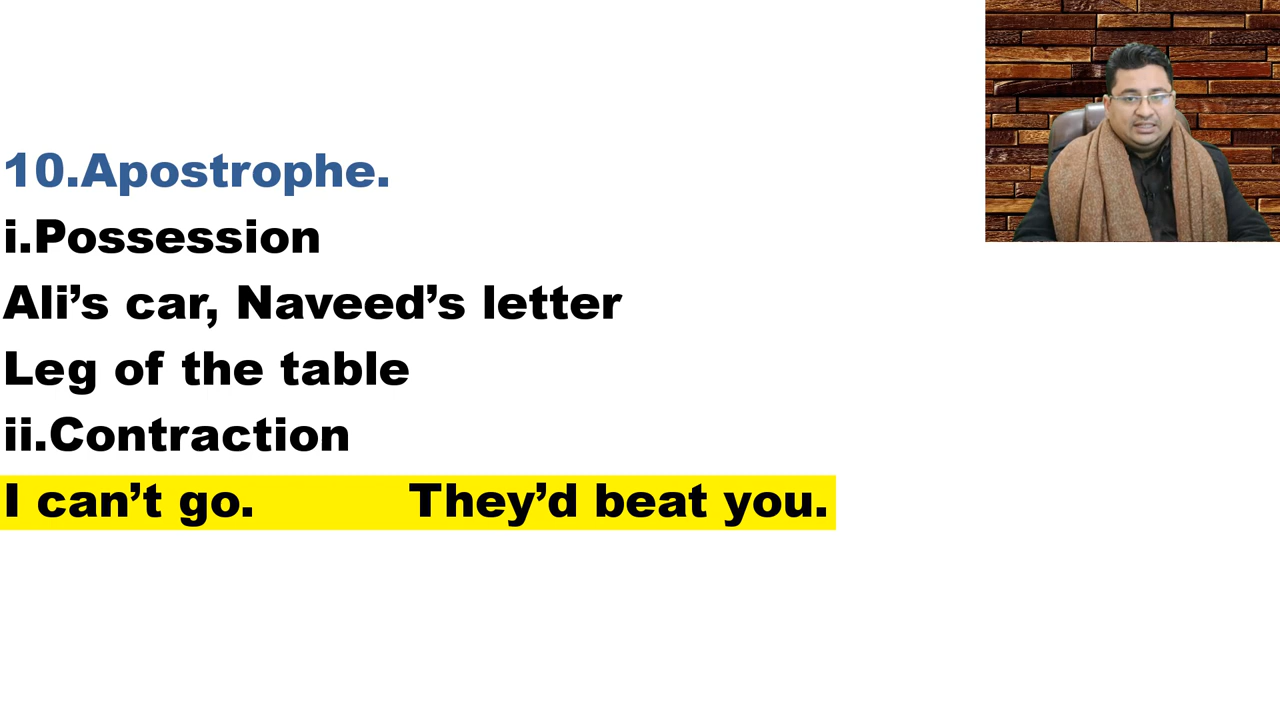 10.Apostrophe.
i.Possession
Ali’s car, Naveed’s letter
Leg of the table
ii.Contraction
I can’t go. They’d beat you.